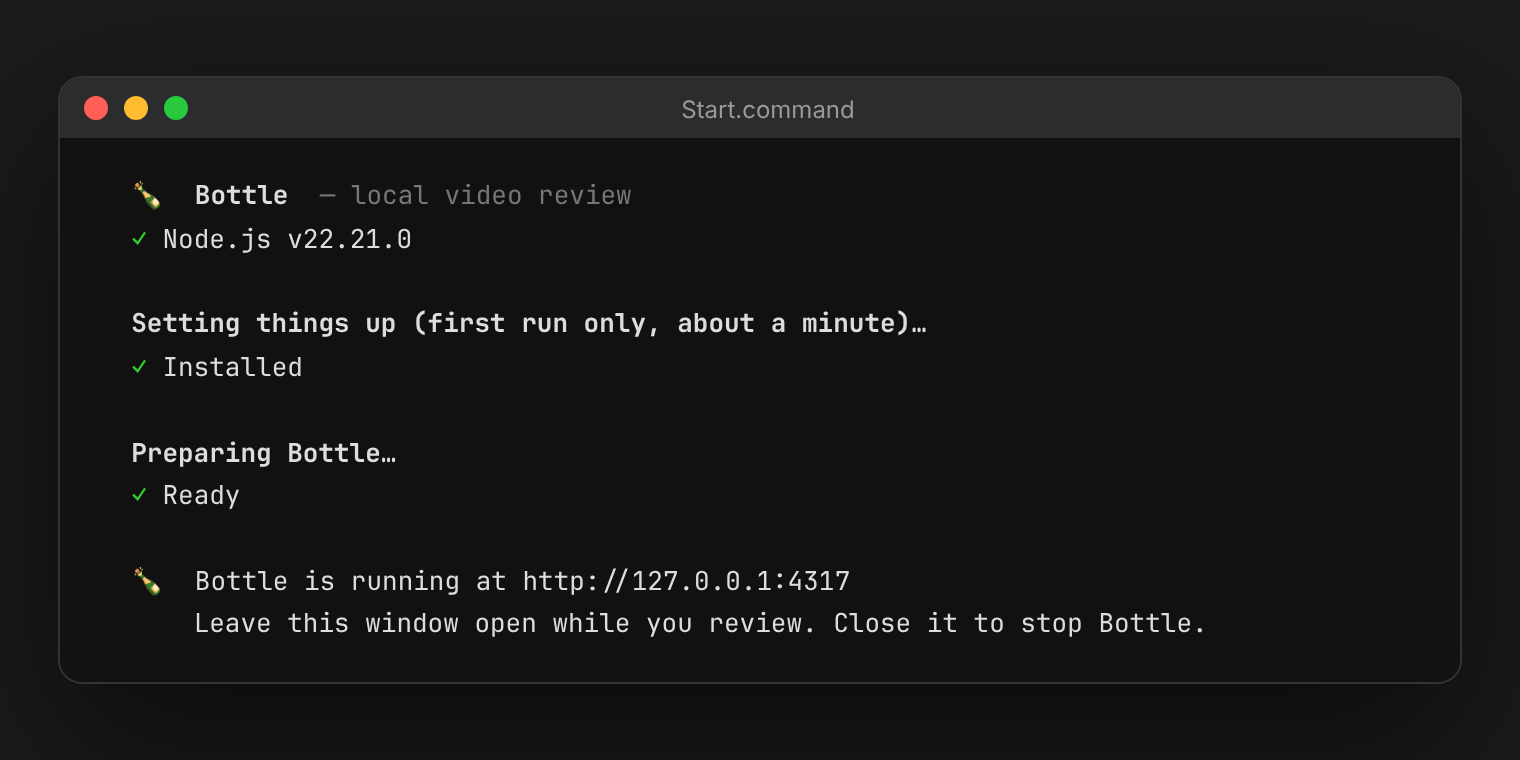 Start.command
🍾 Bottle — local video review
✓ Node.js v22.21.0
Setting things up (first run only, about a minute)…
✓ Installed
Preparing Bottle…
✓ Ready
🍾 Bottle is running at http://127.0.0.1:4317
Leave this window open while you review. Close it to stop Bottle.